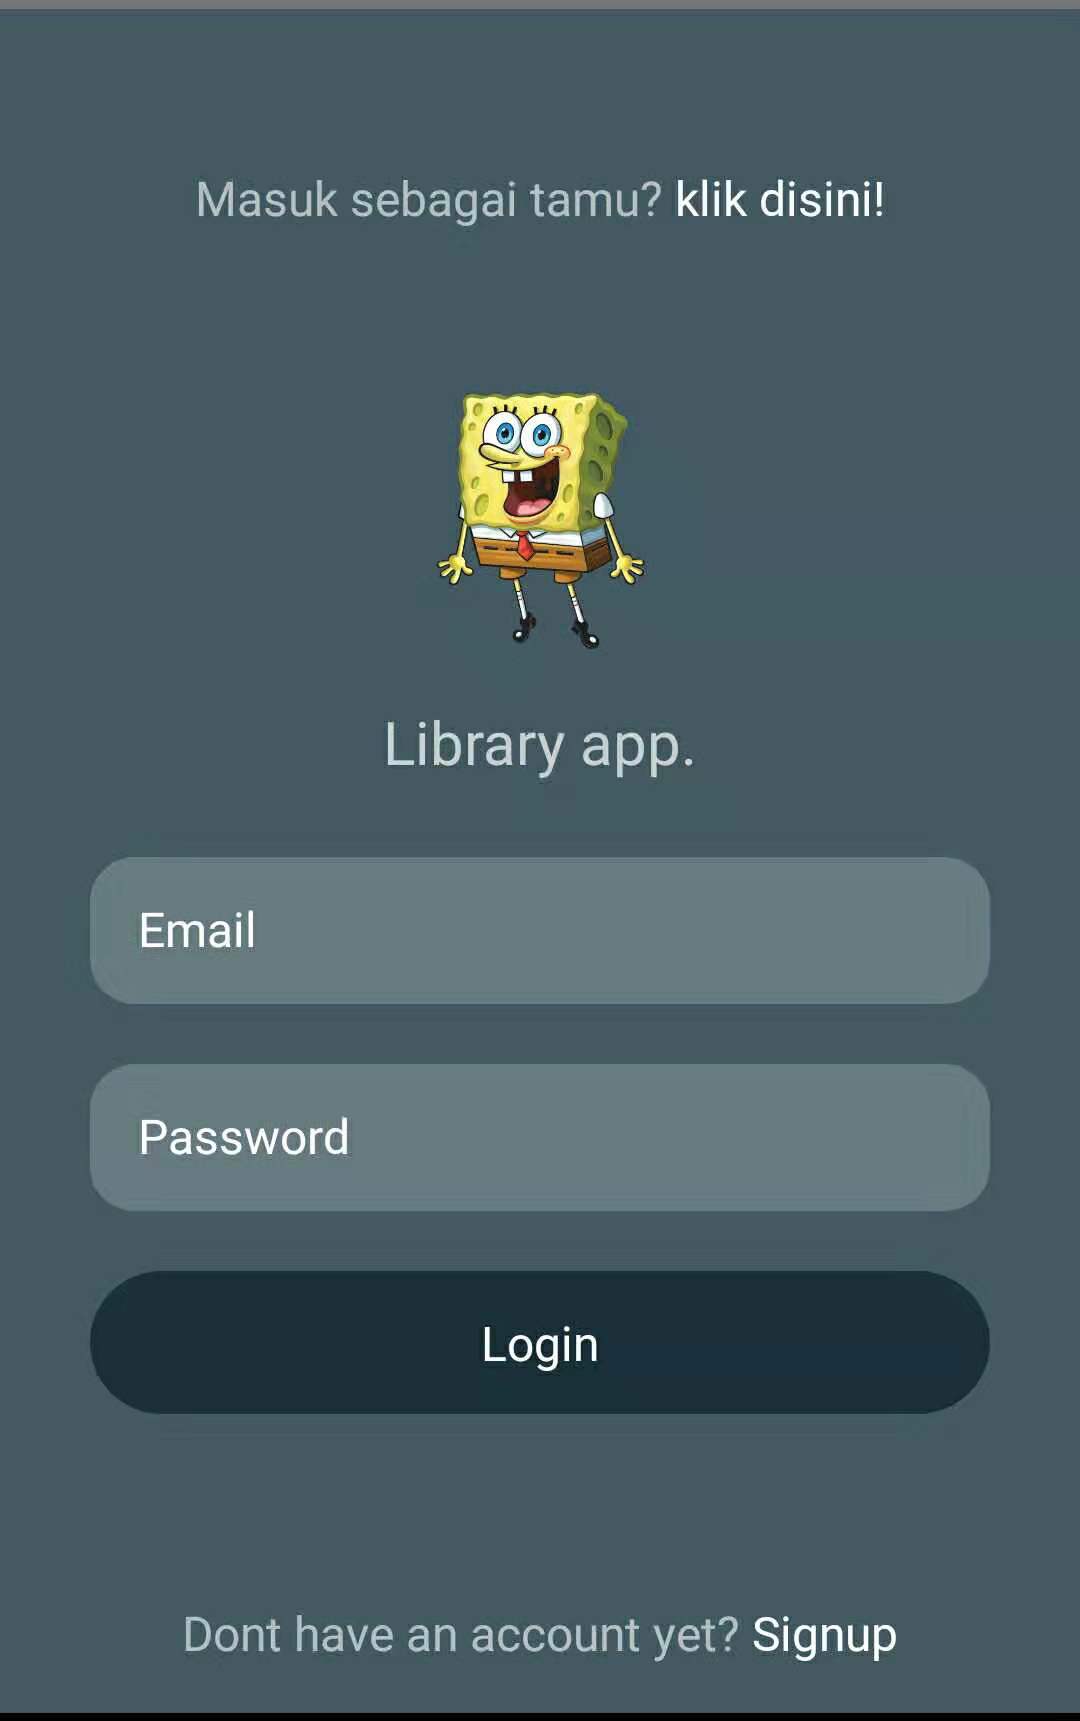 Masuk sebagai tamu? klik disini!
Library app.
Email
Password
Login
Dont have an account yet? Signup